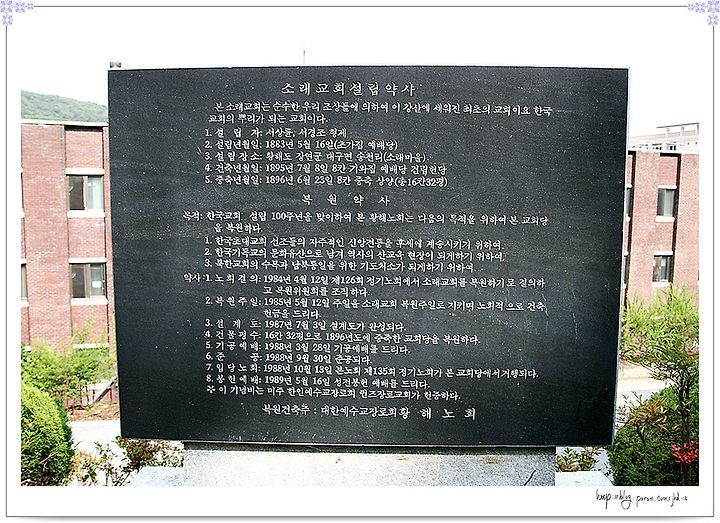 소래교회설립약사
본 소래교회는 순수한 우리 조상들에 의하여 이 강산에 세워진 최초의 교회이요 한국
교회의 뿌리가 되는 교회이다.
1. 설 립 자: 서상륜, 서경조 형제
2. 설립년월일: 1883년 5월 16일(초가집 예배당)
3. 설립장소: 황해도 장연군 대구면 송천리(소래마을)
4. 건축년월일: 1895년 7월 8일 8칸 기와집 예배당 건립헌당
5. 중축년월일: 1896년 6월 23일 8칸 중축 상양(총16칸32평)
복 원 약 사
목적: 한국교회 설립 100주년을 맞이하여 본 황해노회는 다음의 목적을 위하여 본 교회당
을 복원하다.
1. 한국초대교회 선조들의 자주적인 신앙전통을 후세에 계승시키기 위하여.
2. 한국기독교의 문화유산으로 남겨 역사의 산교육 현장이 되게하기 위하여.
3. 북한교회의 수복과 남북통일을 위한 기도처소가 되게하기 위하여.
약사: 1. 노회결의: 1984년 4월 12일 제126회 정기노회에서 소래교회를 복원하기로 결의하
고 복원위원회를 조직하다.
2. 복원주일: 1985년 5월 12일 주일을 소래교회 복원주일로 지키며 노회적으로 건축
헌금을 드리다.
3. 설 계 도: 1987년 7월 3일 설계도가 완성되다.
4. 건물평수: 16칸 32평으로 1896년도에 중축한 교회당을 복원하다.
5. 기공예배: 1988년 3월 28일 기공예배를 드리다.
6. 준 공: 1988년 9월 30일 준공되다.
7. 입당노회: 1988년 10월 13일 본노회 제135회 정기노회가 본 교회당에서거행되다.
8. 봉헌예배: 1989년 5월 16일 성전봉헌 예배를 드리다.
※ 이 기념비는 미주 한인예수교장로회 퀸즈장로교회가 헌증하다.
복원건축주: 대한예수교장로회황 해 노 회